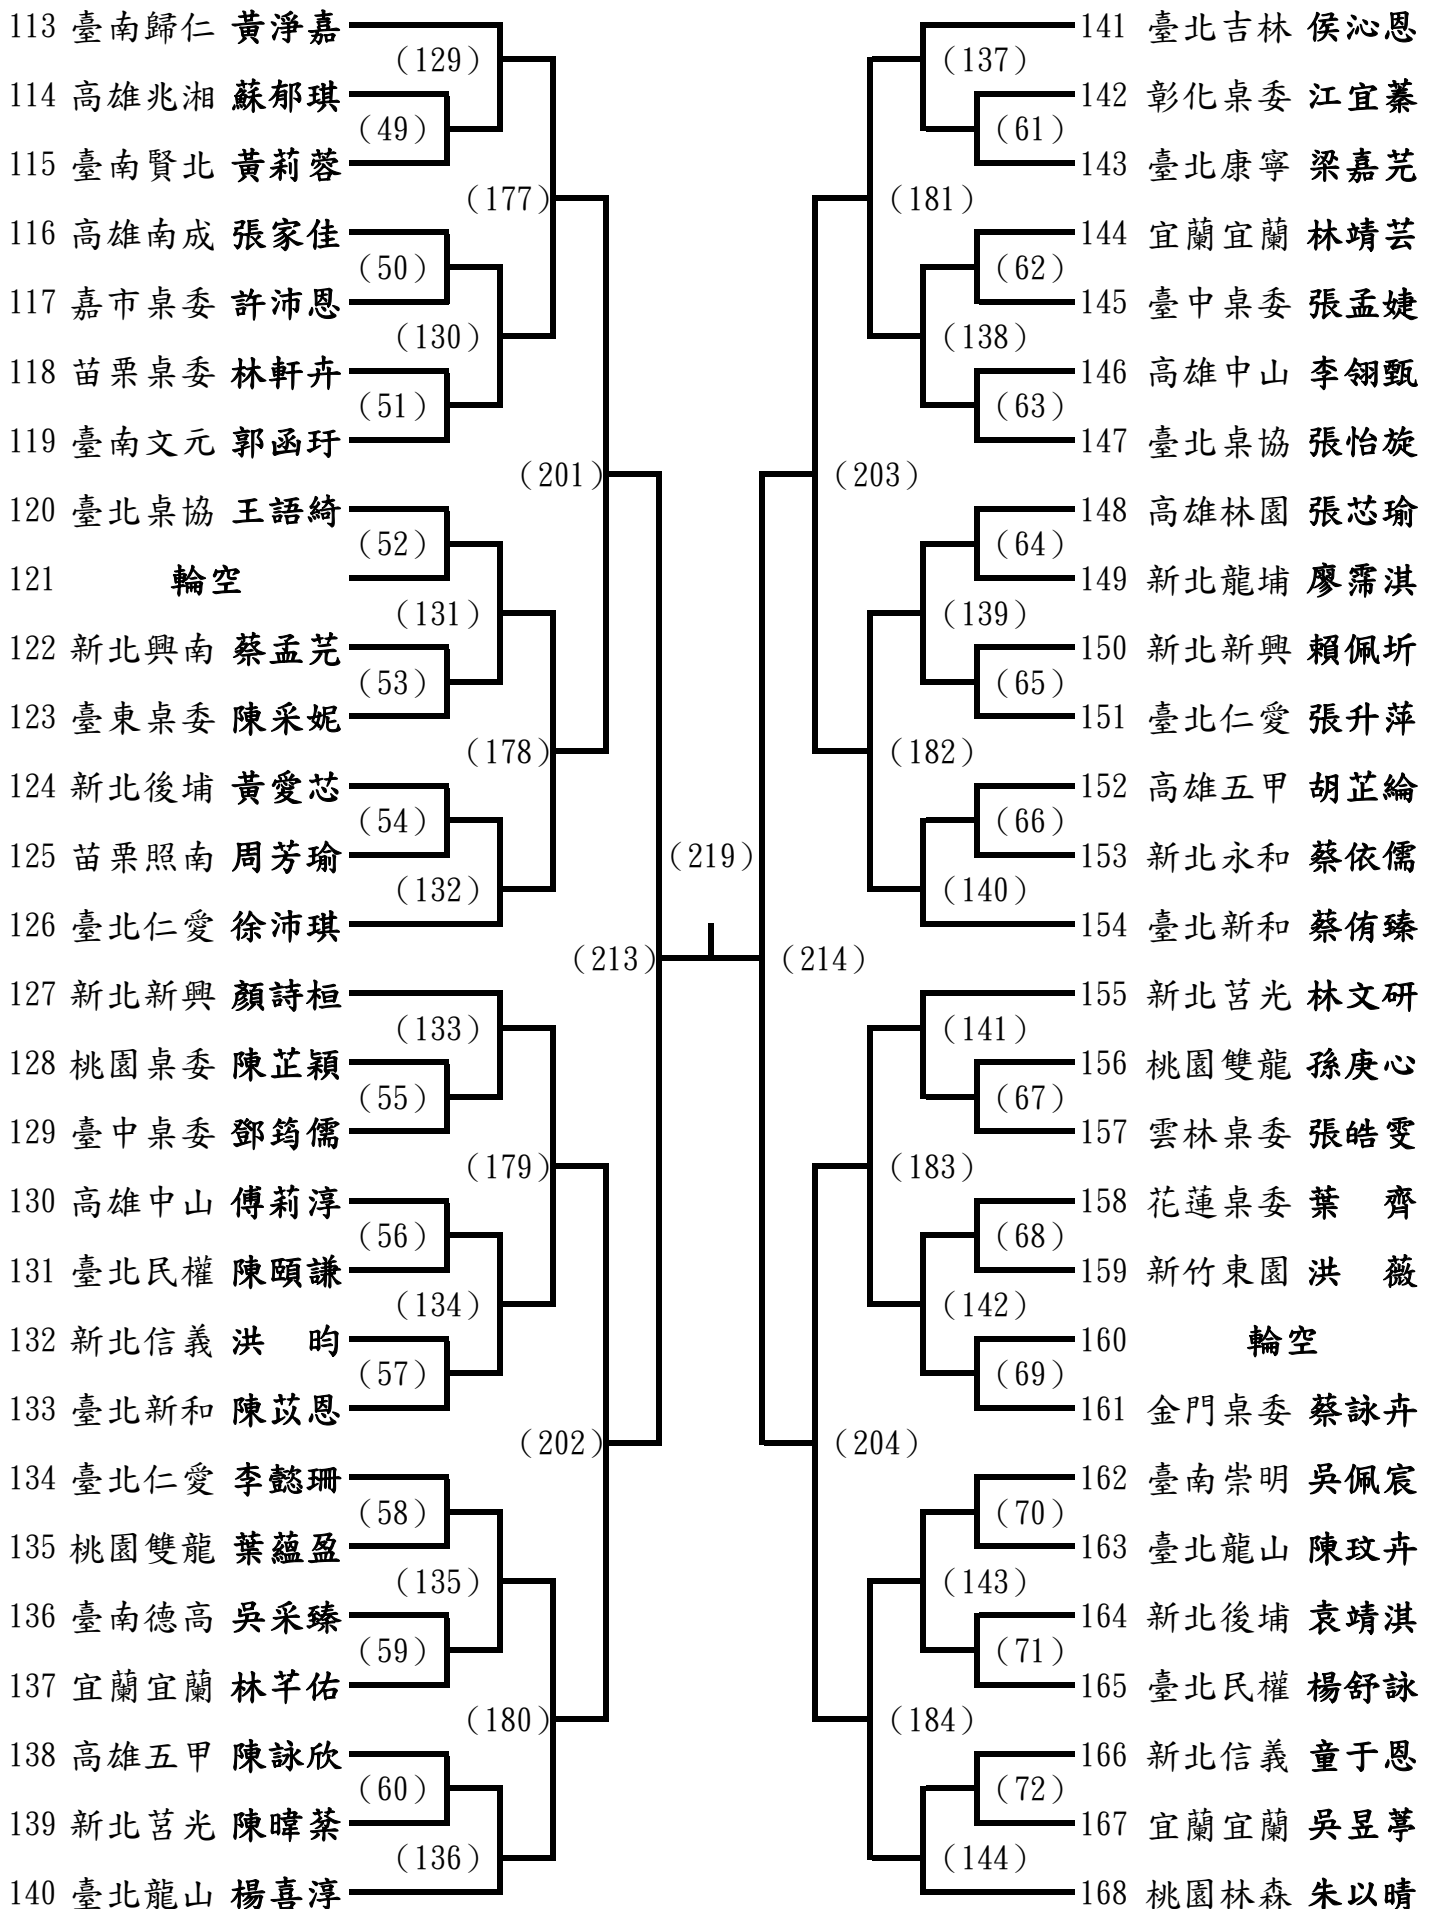 113 臺南歸仁 黃淨嘉
(129)
114 高雄兆湘 蘇郁琪
(49)
115 臺南賢北 黃莉蓉
(177)
116 高雄南成 張家佳
(50)
117 嘉市桌委 許沛恩
(130)
118 苗栗桌委 林軒卉
(51)
119 臺南文元 郭函玗
(201)
120 臺北桌協 王語綺
(52)
121 輪空
(131)
122 新北興南 蔡孟芫
(53)
123 臺東桌委 陳采妮
(178)
124 新北後埔 黃愛芯
(54)
125 苗栗照南 周芳瑜
(132)
126 臺北仁愛 徐沛琪
(213)
127 新北新興 顏詩桓
(133)
128 桃園桌委 陳芷穎
(55)
129 臺中桌委 鄧筠儒
(179)
130 高雄中山 傅莉淳
(56)
131 臺北民權 陳頤謙
(134)
132 新北信義 洪 昀
(57)
133 臺北新和 陳苡恩
(202)
134 臺北仁愛 李懿珊
(58)
135 桃園雙龍 葉蘊盈
(135)
136 臺南德高 吳采臻
(59)
137 宜蘭宜蘭 林芊佑
(180)
138 高雄五甲 陳詠欣
(60)
139 新北莒光 陳暐棻
(136)
140 臺北龍山 楊喜淳
(219)
141 臺北吉林 侯沁恩
(137)
142 彰化桌委 江宜蓁
(61)
143 臺北康寧 梁嘉芫
(181)
144 宜蘭宜蘭 林靖芸
(62)
145 臺中桌委 張孟婕
(138)
146 高雄中山 李翎甄
(63)
147 臺北桌協 張怡旋
(203)
148 高雄林園 張芯瑜
(64)
149 新北龍埔 廖霈淇
(139)
150 新北新興 賴佩圻
(65)
151 臺北仁愛 張升萍
(182)
152 高雄五甲 胡芷綸
(66)
153 新北永和 蔡依儒
(140)
154 臺北新和 蔡侑臻
(214)
155 新北莒光 林文研
(141)
156 桃園雙龍 孫庚心
(67)
157 雲林桌委 張皓雯
(183)
158 花蓮桌委 葉 齊
(68)
159 新竹東園 洪 薇
(142)
160 輪空
(69)
161 金門桌委 蔡詠卉
(204)
162 臺南崇明 吳佩宸
(70)
163 臺北龍山 陳玟卉
(143)
164 新北後埔 袁靖淇
(71)
165 臺北民權 楊舒詠
(184)
166 新北信義 童于恩
(72)
167 宜蘭宜蘭 吳昱葶
(144)
168 桃園林森 朱以晴